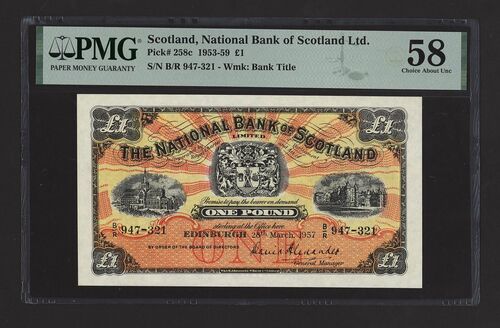 PMG
PAPER MONEY GUARANTY
Scotland, National Bank of Scotland Ltd.
Pick# 258c 1953-59 £1
S/N B/R 947-321 - Wmk: Bank Title
58
Choice About Unc
£1
£1
THE NATIONAL BANK OF SCOTLAND
LIMITED
Promise to pay the bearer on demand
ONE POUND
sterling at the Office here
B/R 947-321
B/R 947-321
EDINBURGH 25th March, 1957
BY ORDER OF THE BOARD OF DIRECTORS
General Manager
£1
£1